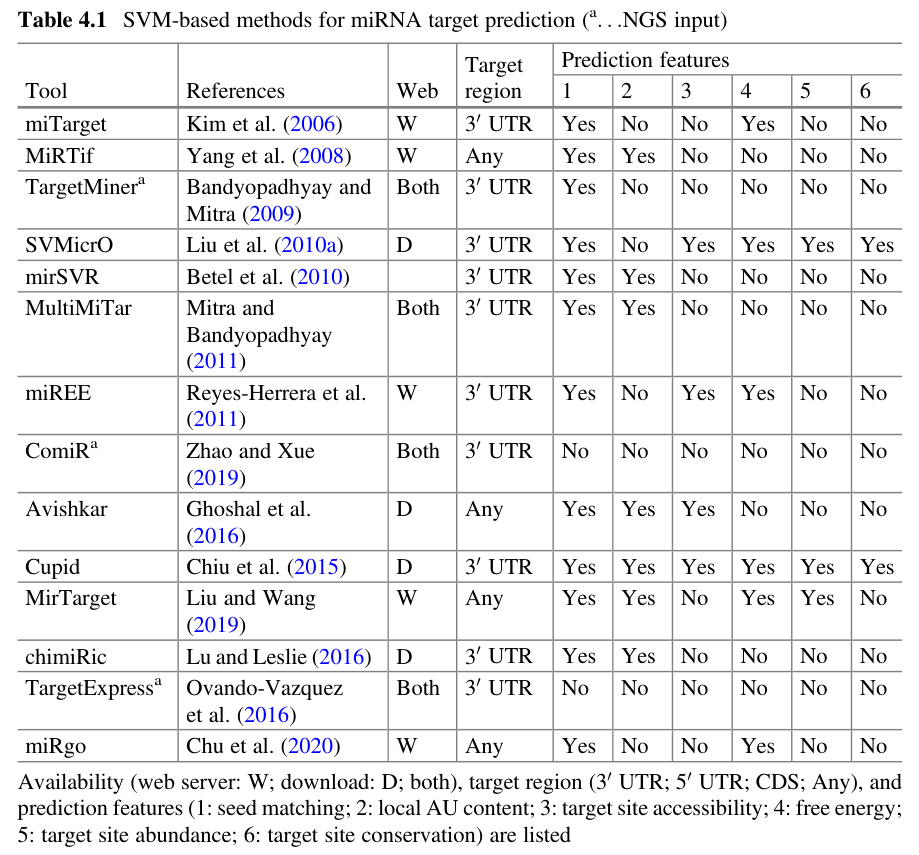 Table 4.1 SVM-based methods for miRNA target prediction (a...NGS input)
Tool References Web Target region Prediction features
1 2 3 4 5 6
miTarget Kim et al. (2006) W 3′ UTR Yes No No Yes No No
MiRTif Yang et al. (2008) W Any Yes Yes No No No No
TargetMinera Bandyopadhyay and Both 3′ UTR Yes No No No No No
Mitra (2009)
SVMicrO Liu et al. (2010a) D 3′ UTR Yes No Yes Yes Yes Yes
mirSVR Betel et al. (2010) 3′ UTR Yes Yes No No No No
MultiMiTar Mitra and Both 3′ UTR Yes Yes No No No No
Bandyopadhyay
(2011)
miREE Reyes-Herrera et al. W 3′ UTR Yes No Yes Yes No No
(2011)
ComiRa Zhao and Xue Both 3′ UTR No No No No No No
(2019)
Avishkar Ghoshal et al. D Any Yes Yes Yes No No No
(2016)
Cupid Chiu et al. (2015) D 3′ UTR Yes Yes Yes Yes Yes Yes
MirTarget Liu and Wang W Any Yes Yes No Yes Yes No
(2019)
chimiRic Lu and Leslie (2016) D 3′ UTR Yes Yes No No No No
TargetExpressa Ovando-Vazquez Both 3′ UTR No No No No No No
et al. (2016)
miRgo Chu et al. (2020) W Any Yes No No Yes No No
Availability (web server: W; download: D; both), target region (3′ UTR; 5′ UTR; CDS; Any), and
prediction features (1: seed matching; 2: local AU content; 3: target site accessibility; 4: free energy;
5: target site abundance; 6: target site conservation) are listed